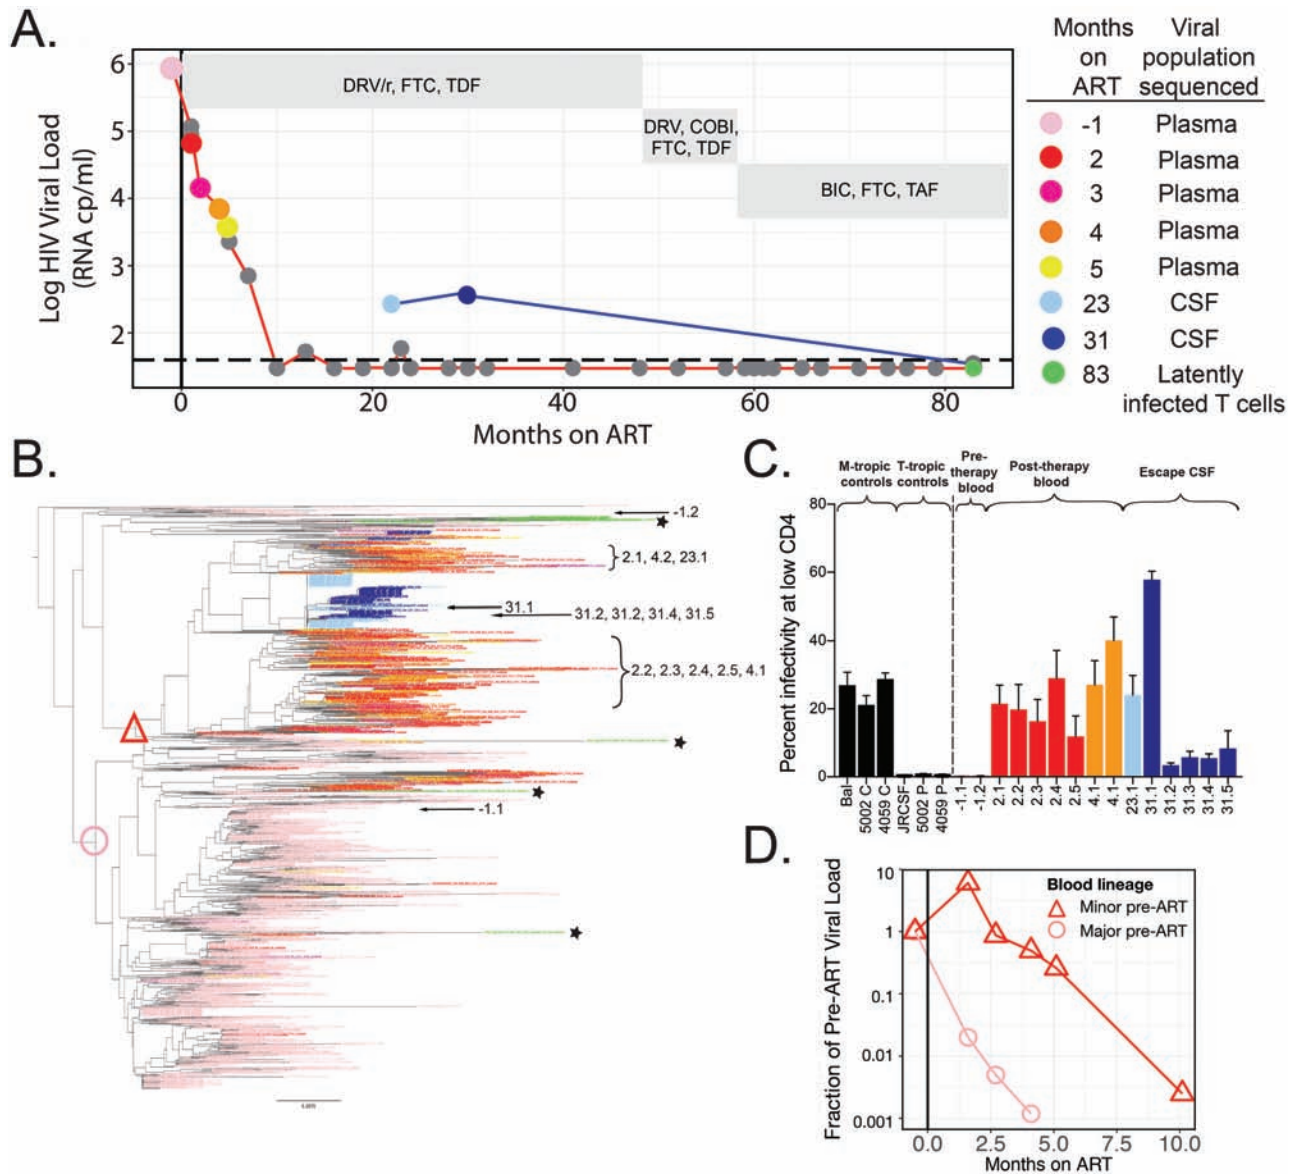 A.
Log HIV Viral Load
(RNA cp/ml)
6
5
4
3
2
DRV/r, FTC, TDF
DRV, COBI,
FTC, TDF
BIC, FTC, TAF
0 20 40 60 80
Months on ART
Months Viral
on population
ART sequenced
-1 Plasma
2 Plasma
3 Plasma
4 Plasma
5 Plasma
23 CSF
31 CSF
83 Latently
infected T cells
B.
-1.2
2.1, 4.2, 23.1
31.1
31.2, 31.2, 31.4, 31.5
2.2, 2.3, 2.4, 2.5, 4.1
-1.1
C.
M-tropic
controls
T-tropic
controls
Pre-
therapy
blood
Post-therapy
blood
Escape CSF
Percent infectivity at low CD4
80
60
40
20
0
Bal
5002 C
4059 C
JRCSF
5002 P
4059 P
-1.1
-1.2
2.1
2.2
2.3
2.4
2.5
4.1
4.1
23.1
31.1
31.2
31.3
31.4
31.5
D.
Fraction of Pre-ART Viral Load
10
1
0.1
0.01
0.001
Blood lineage
Minor pre-ART
Major pre-ART
0.0 2.5 5.0 7.5 10.0
Months on ART